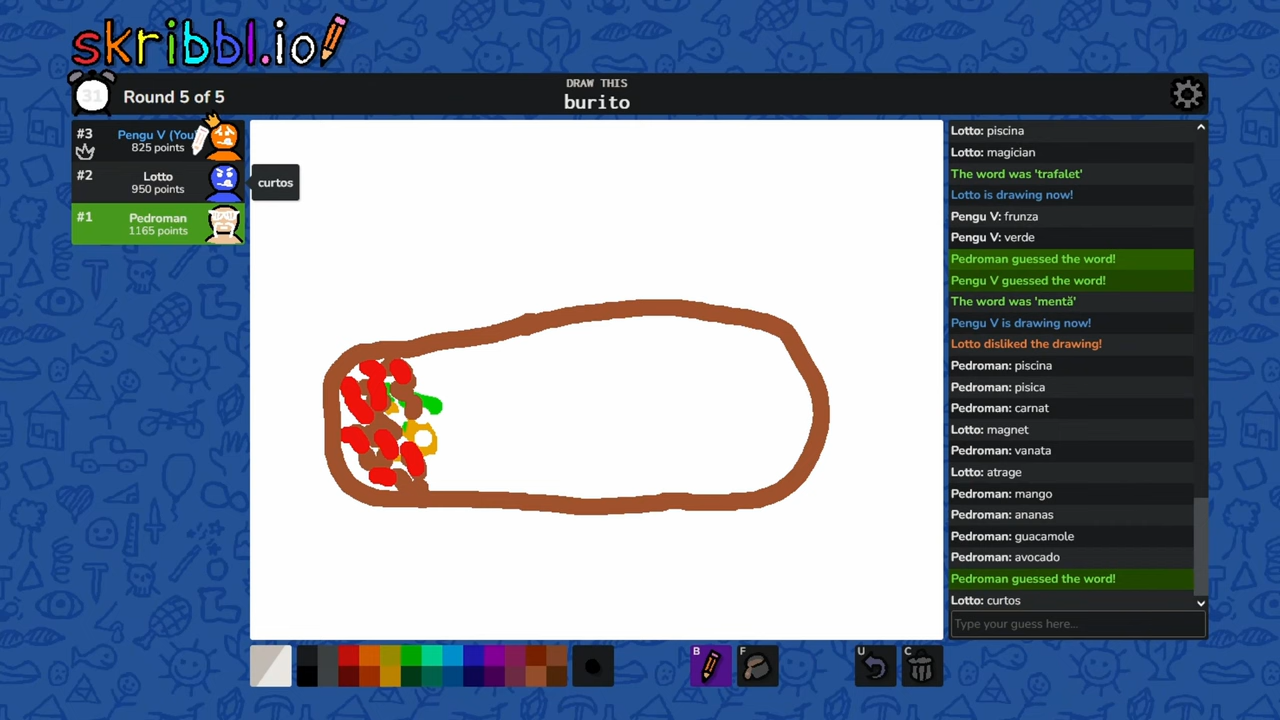 skribbl.io
31
Round 5 of 5
DRAW THIS
burito
#3
Pengu V (You
825 points
#2
Lotto
950 points
curtos
#1
Pedroman
1165 points
Lotto: piscina
Lotto: magician
The word was 'trafalet'
Lotto is drawing now!
Pengu V: frunza
Pengu V: verde
Pedroman guessed the word!
Pengu V guessed the word!
The word was 'mentă'
Pengu V is drawing now!
Lotto disliked the drawing!
Pedroman: piscina
Pedroman: pisica
Pedroman: carnat
Lotto: magnet
Pedroman: vanata
Lotto: atrage
Pedroman: mango
Pedroman: ananas
Pedroman: guacamole
Pedroman: avocado
Pedroman guessed the word!
Lotto: curtos
Type your guess here...
B
F
U
C